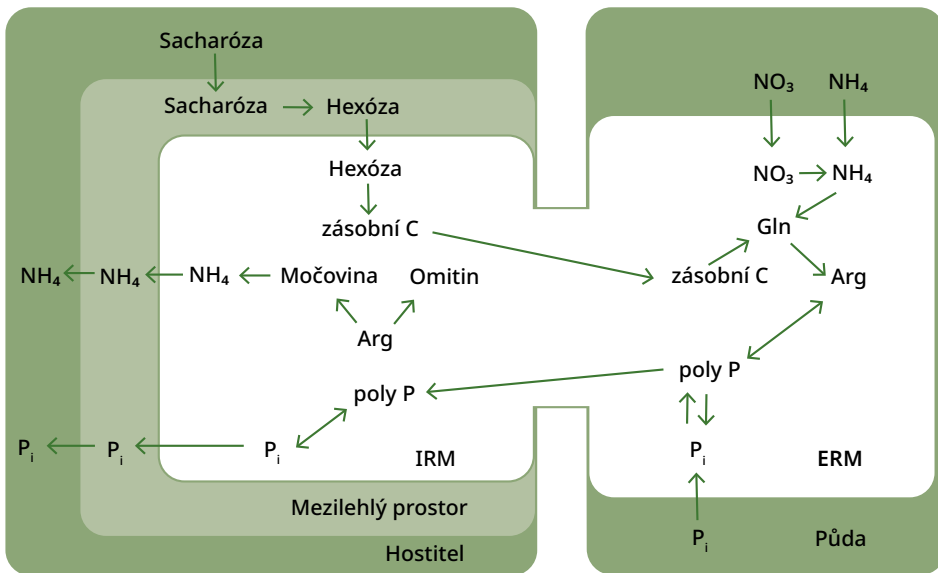 Sacharóza
Sacharóza
Hexóza
Hexóza
zásobní C
NH₄
NH₄
NH₄
Močovina
Omitin
Arg
poly P
Pᵢ
Pᵢ
Pᵢ
IRM
Mezilehlý prostor
Hostitel
NO₃
NH₄
NO₃
NH₄
Gln
zásobní C
Arg
poly P
Pᵢ
ERM
Pᵢ
Půda